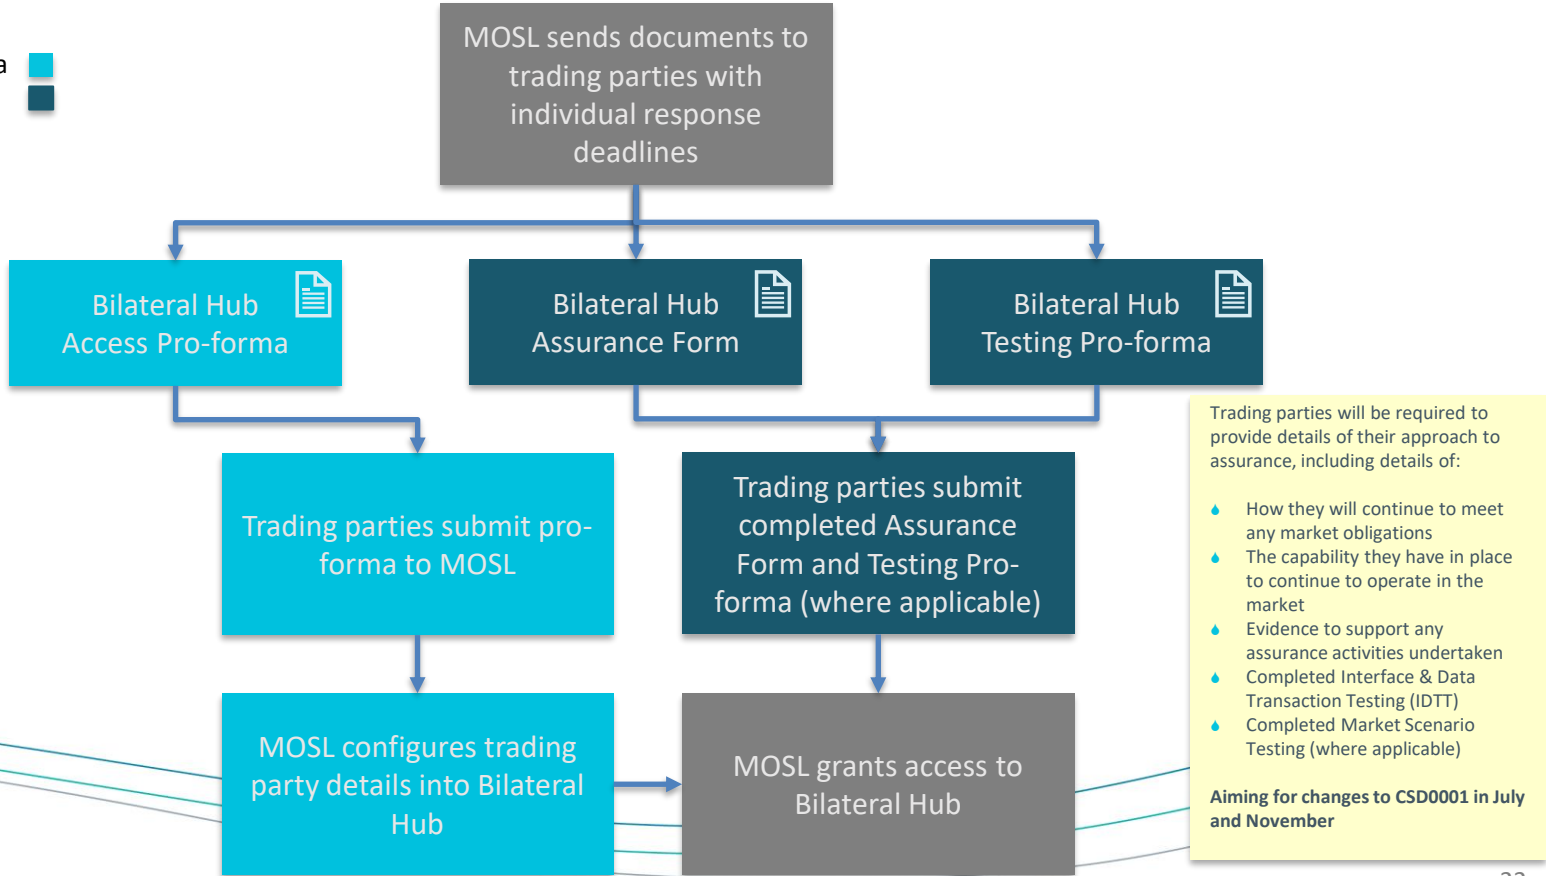 MOSL sends documents to
trading parties with
individual response
deadlines
a
Bilateral Hub
Access Pro-forma
Bilateral Hub
Assurance Form
Bilateral Hub
Testing Pro-forma
Trading parties submit pro-
forma to MOSL
Trading parties submit
completed Assurance
Form and Testing Pro-
forma (where applicable)
MOSL configures trading
party details into Bilateral
Hub
MOSL grants access to
Bilateral Hub
Trading parties will be required to
provide details of their approach to
assurance, including details of:
How they will continue to meet
any market obligations
The capability they have in place
to continue to operate in the
market
Evidence to support any
assurance activities undertaken
Completed Interface & Data
Transaction Testing (IDTT)
Completed Market Scenario
Testing (where applicable)
Aiming for changes to CSD0001 in July
and November